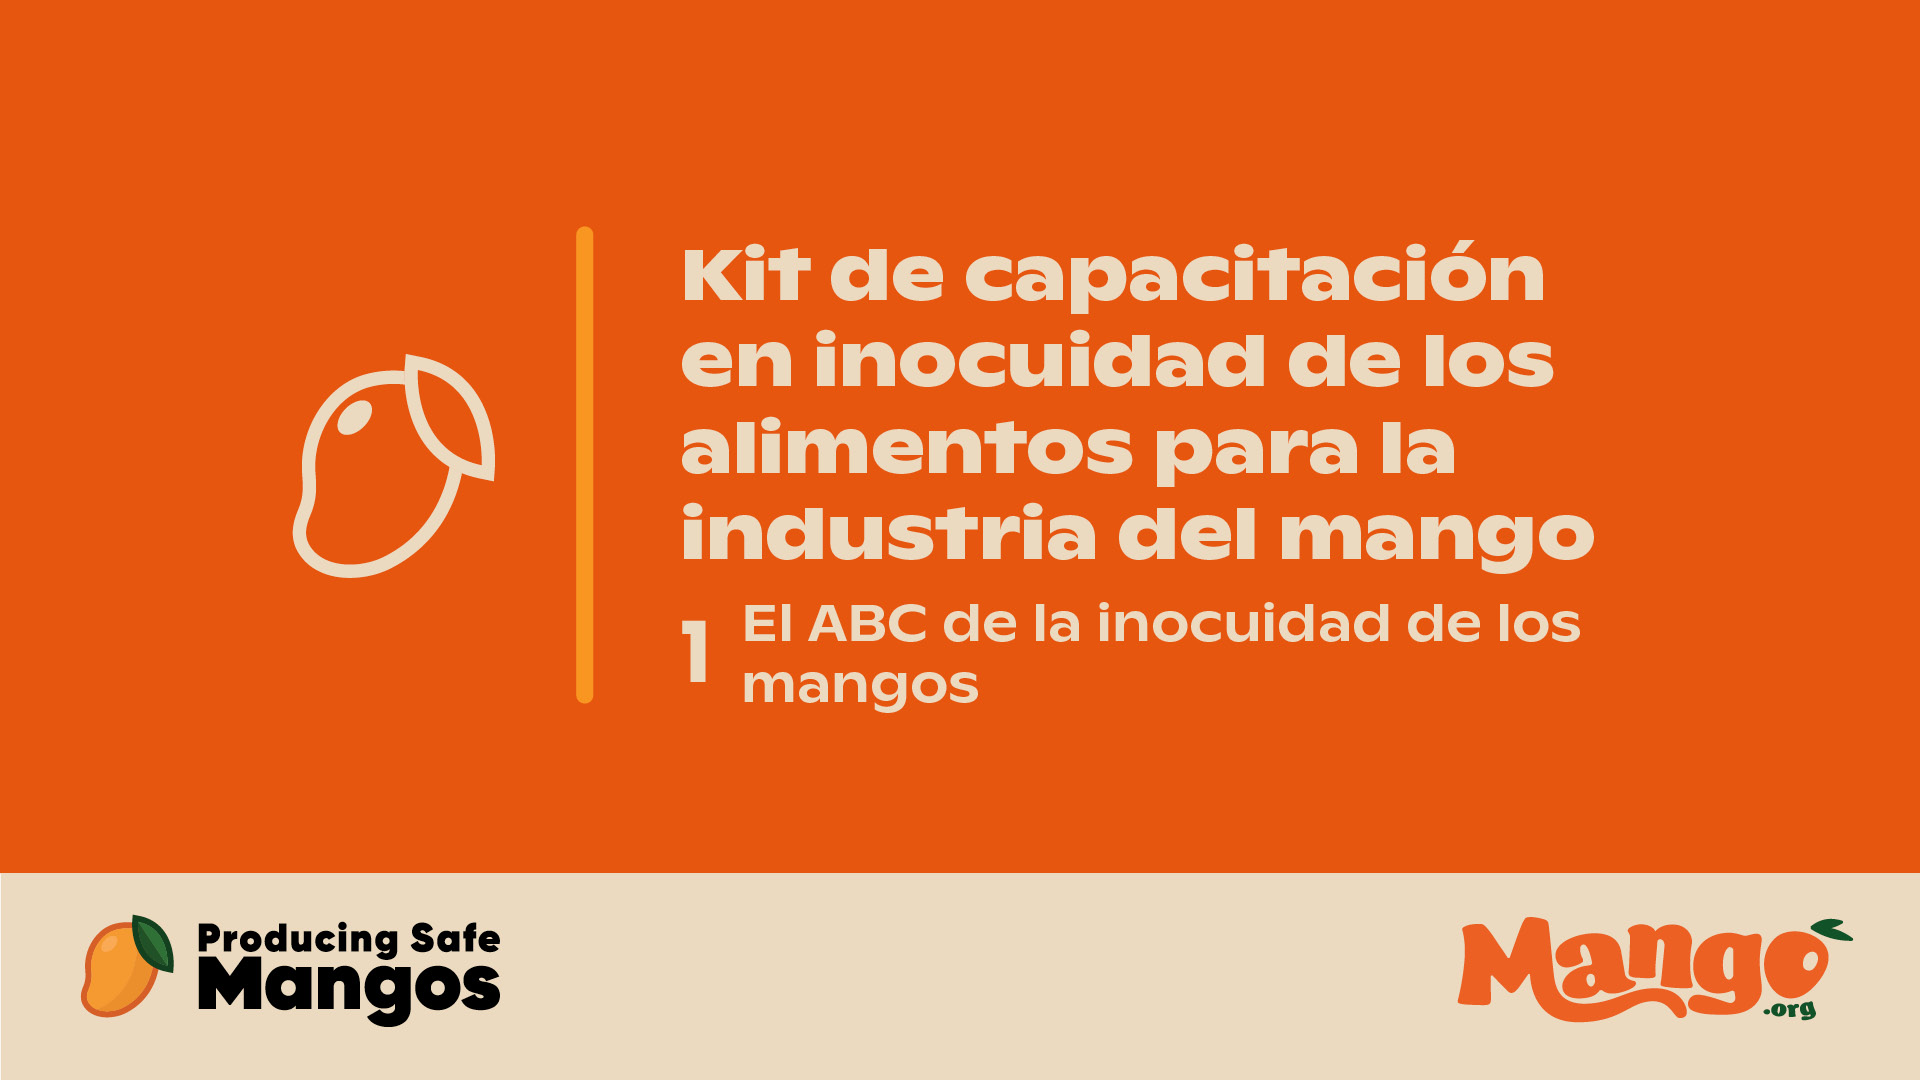 Kit de capacitación
en inocuidad de los
alimentos para la
industria del mango
1 El ABC de la inocuidad de los
mangos
Producing Safe
Mangos
Mango
.org